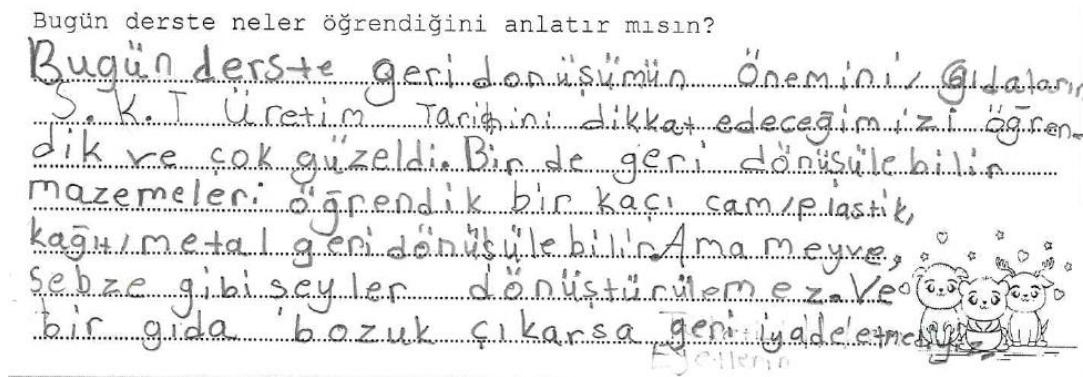 Bugün derste neler öğrendiğini anlatır mısın?
Bugün derste geri donüşümün Önemini, Gıdaların
S. K. T Üretim Tarihini dikkat edeceğimizi öğren-
dik ve çok güzeldi. Bir de geri dönüşülebilir
mazemeleri öğrendik bir kaçı cam, plastik,
kağıt, metal geri dönüşülebilir. Ama meyve,
sebze gibi şeyler dönüştürülemez. Ve
bir gıda bozuk çıkarsa geri iyade etmeliyiz.